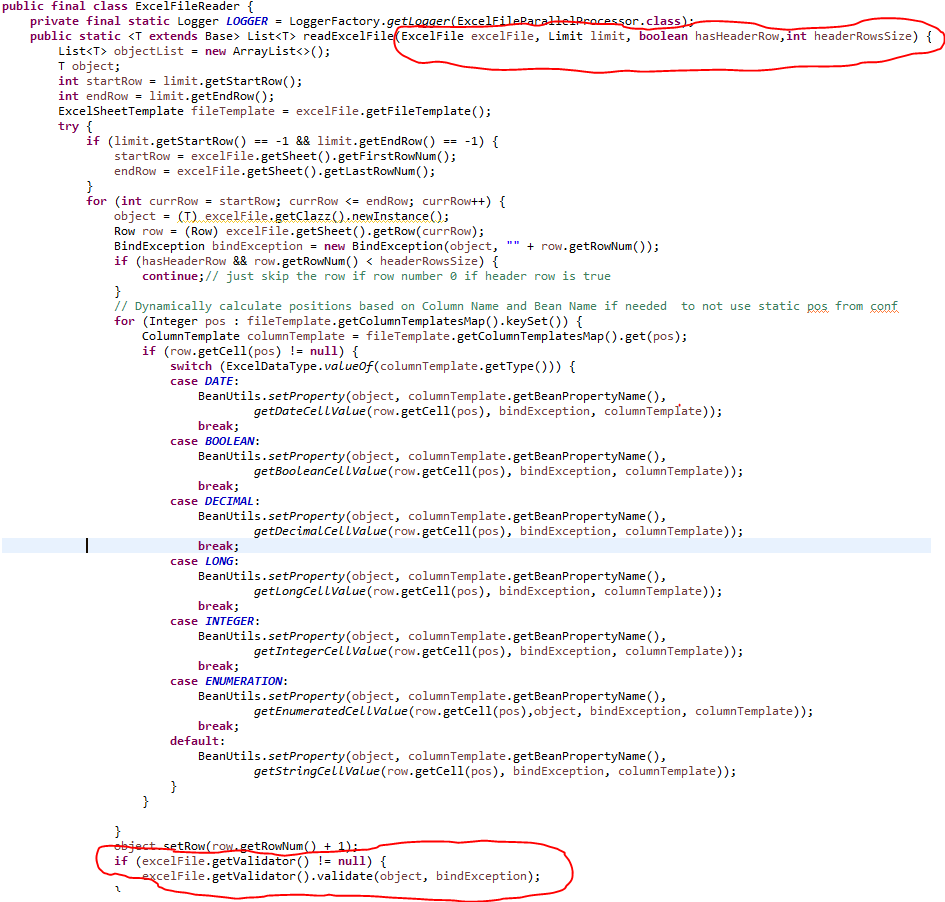 public final class ExcelFileReader {
    private final static Logger LOGGER = LoggerFactory.getLogger(ExcelFileParallelProcessor.class);
    public static <T extends Base> List<T> readExcelFile(ExcelFile excelFile, Limit limit, boolean hasHeaderRow,int headerRowsSize) {
        List<T> objectList = new ArrayList<>();
        T object;
        int startRow = limit.getStartRow();
        int endRow = limit.getEndRow();
        ExcelSheetTemplate fileTemplate = excelFile.getFileTemplate();
        try {
            if (limit.getStartRow() == -1 && limit.getEndRow() == -1) {
                startRow = excelFile.getSheet().getFirstRowNum();
                endRow = excelFile.getSheet().getLastRowNum();
            }
            for (int currRow = startRow; currRow <= endRow; currRow++) {
                object = (T) excelFile.getClazz().newInstance();
                Row row = (Row) excelFile.getSheet().getRow(currRow);
                BindException bindException = new BindException(object, "" + row.getRowNum());
                if (hasHeaderRow && row.getRowNum() < headerRowsSize) {
                    continue;// just skip the row if row number 0 if header row is true
                }
                // Dynamically calculate positions based on Column Name and Bean Name if needed  to not use static pos from conf
                for (Integer pos : fileTemplate.getColumnTemplatesMap().keySet()) {
                    ColumnTemplate columnTemplate = fileTemplate.getColumnTemplatesMap().get(pos);
                    if (row.getCell(pos) != null) {
                        switch (ExcelDataType.valueOf(columnTemplate.getType())) {
                        case DATE:
                            BeanUtils.setProperty(object, columnTemplate.getBeanPropertyName(),
                                    getDateCellValue(row.getCell(pos), bindException, columnTemplate));
                            break;
                        case BOOLEAN:
                            BeanUtils.setProperty(object, columnTemplate.getBeanPropertyName(),
                                    getBooleanCellValue(row.getCell(pos), bindException, columnTemplate));
                            break;
                        case DECIMAL:
                            BeanUtils.setProperty(object, columnTemplate.getBeanPropertyName(),
                                    getDecimalCellValue(row.getCell(pos), bindException, columnTemplate));
                            break;
                        case LONG:
                            BeanUtils.setProperty(object, columnTemplate.getBeanPropertyName(),
                                    getLongCellValue(row.getCell(pos), bindException, columnTemplate));
                            break;
                        case INTEGER:
                            BeanUtils.setProperty(object, columnTemplate.getBeanPropertyName(),
                                    getIntegerCellValue(row.getCell(pos), bindException, columnTemplate));
                            break;
                        case ENUMERATION:
                            BeanUtils.setProperty(object, columnTemplate.getBeanPropertyName(),
                                    getEnumeratedCellValue(row.getCell(pos),object, bindException, columnTemplate));
                            break;
                        default:
                            BeanUtils.setProperty(object, columnTemplate.getBeanPropertyName(),
                                    getStringCellValue(row.getCell(pos), bindException, columnTemplate));
                        }
                    }

                }
                object.setRow(row.getRowNum() + 1);
                if (excelFile.getValidator() != null) {
                    excelFile.getValidator().validate(object, bindException);
                }